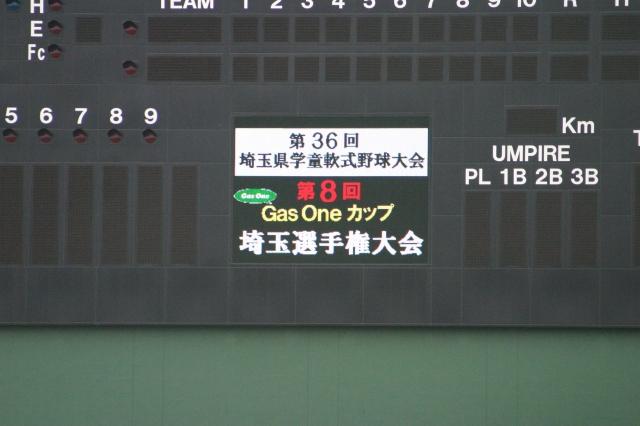 H
TEAM 1 2 3 4 5 6 7 8 9 10 R
E
Fc
5 6 7 8 9
Km
UMPIRE
PL 1B 2B 3B
第36回
埼玉県学童軟式野球大会
Gas One
第8回
Gas One カップ
埼玉選手権大会